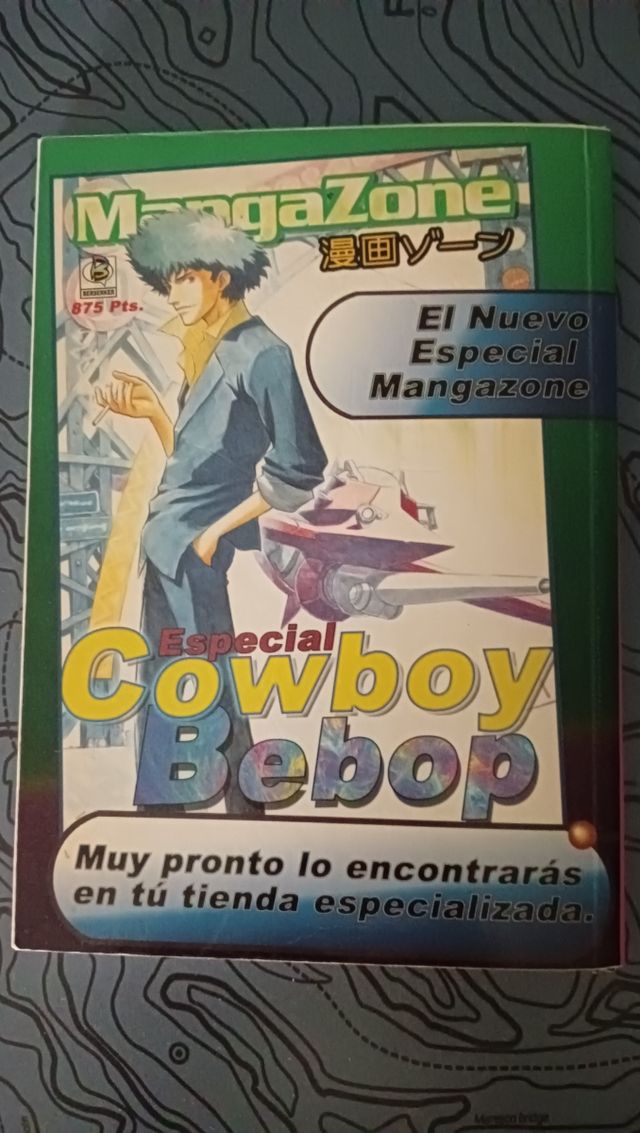 MangaZone
漫画ゾーン
BERSERKER
875 Pts.
El Nuevo
Especial
Mangazone
Especial
Cowboy
Bebop
Muy pronto lo encontrarás
en tú tienda especializada.